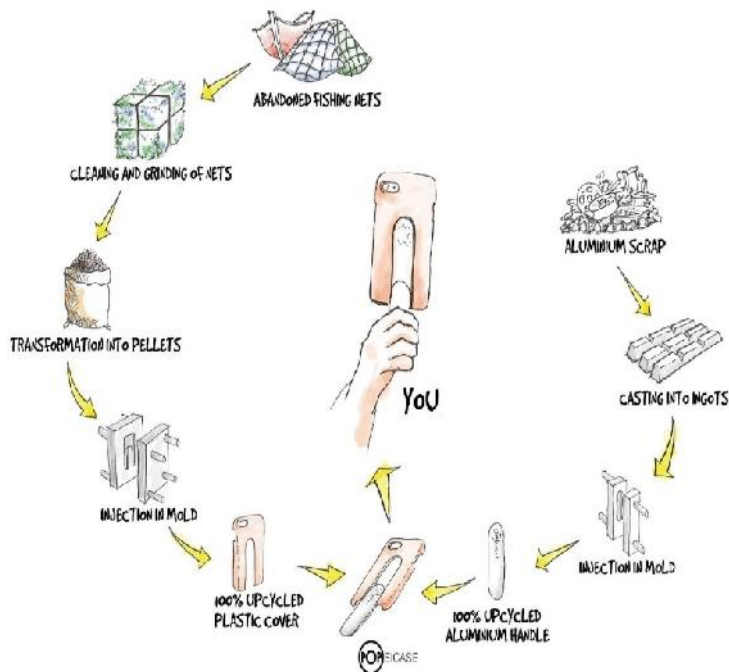 ABANDONED FISHING NETS
CLEANING AND GRINDING OF NETS
TRANSFORMATION INTO PELLETS
INJECTION IN MOLD
100% UPCYCLED
PLASTIC COVER
ALUMINIUM SCRAP
CASTING INTO INGOTS
INJECTION IN MOLD
100% UPCYCLED
ALUMINIUM HANDLE
YOU
POPSICASE